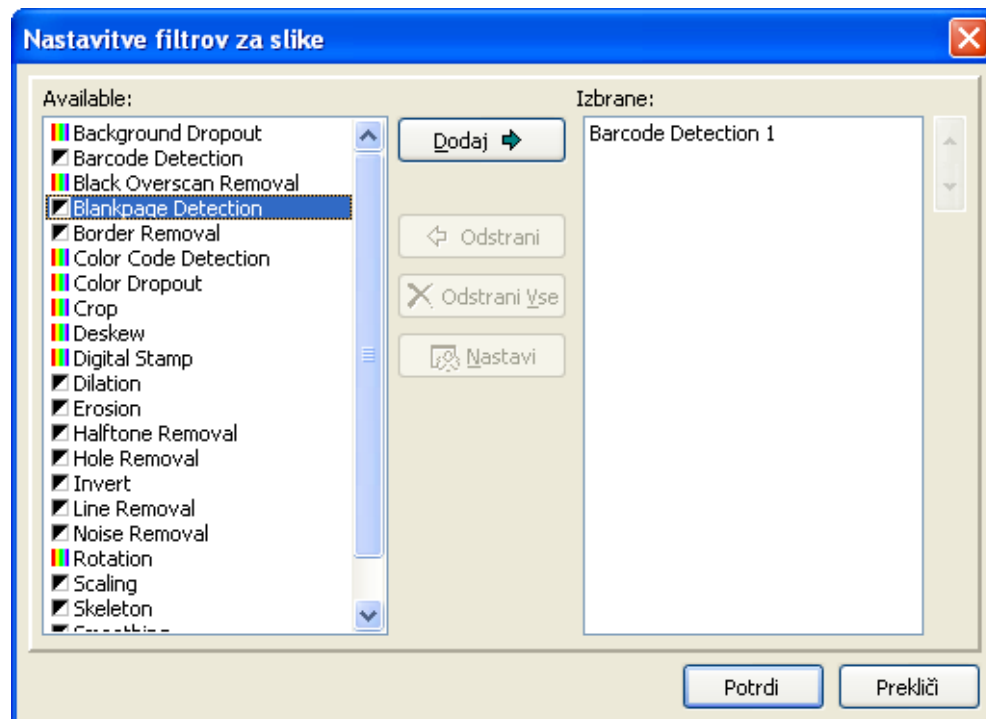 Nastavitve filtrov za slike
Available:
Background Dropout
Barcode Detection
Black Overscan Removal
Blankpage Detection
Border Removal
Color Code Detection
Color Dropout
Crop
Deskew
Digital Stamp
Dilation
Erosion
Halftone Removal
Hole Removal
Invert
Line Removal
Noise Removal
Rotation
Scaling
Skeleton
Dodaj
Odstrani
Odstrani Vse
Nastavi
Izbrane:
Barcode Detection 1
Potrdi
Prekliči